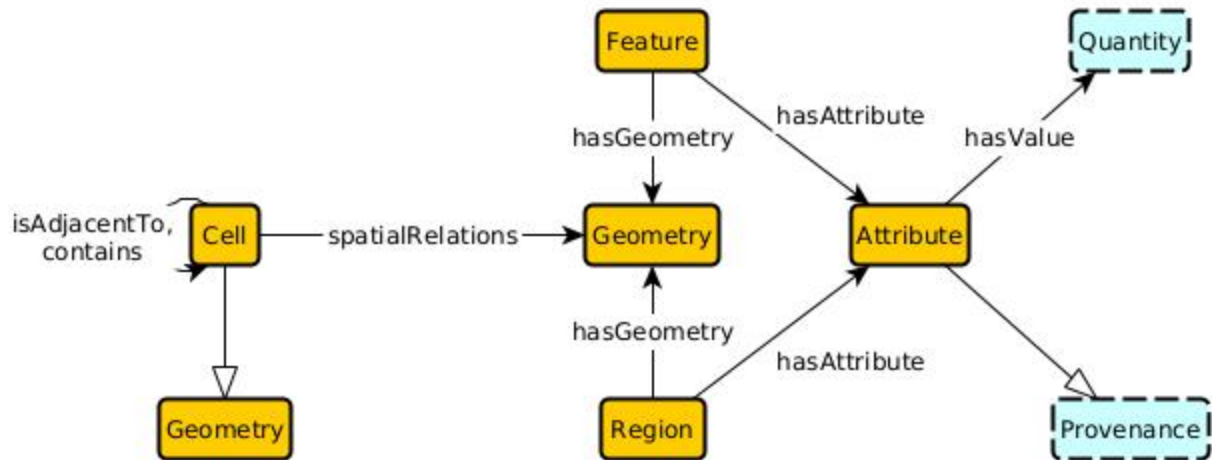 Feature
Quantity
hasAttribute
hasGeometry
hasValue
isAdjacentTo,
contains
Cell
spatialRelations
Geometry
Attribute
hasGeometry
hasAttribute
Geometry
Region
Provenance